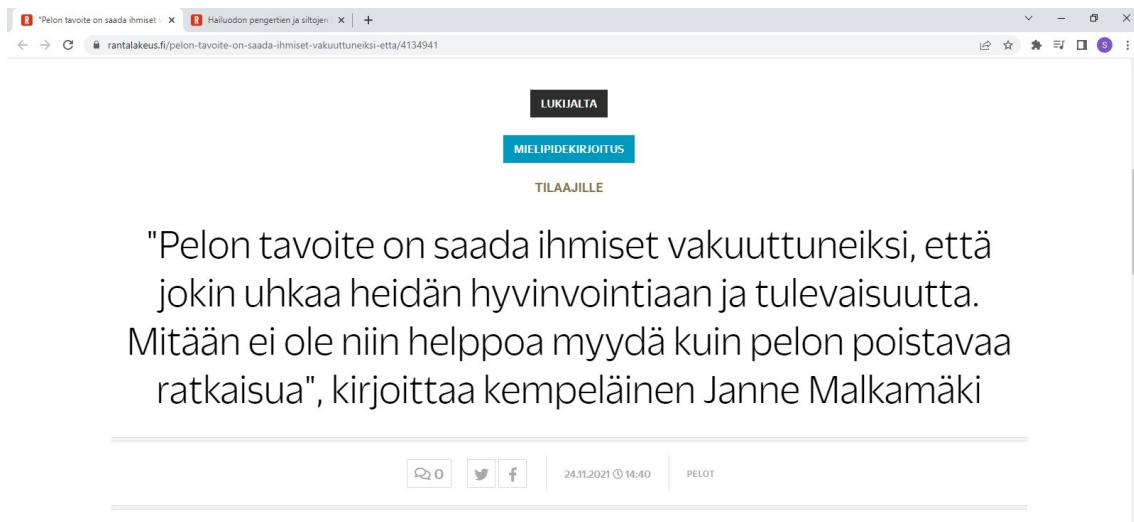 "Pelon tavoite on saada ihmiset v
Hailuodon pengertien ja siltojen
rantalakeus.fi/pelon-tavoite-on-saada-ihmiset-vakuuttuneiksi-etta/4134941
S
LUKIJALTA
MIELIPIDEKIRJOITUS
TILAAJILLE
"Pelon tavoite on saada ihmiset vakuuttuneiksi, että
jokin uhkaa heidän hyvinvointiaan ja tulevaisuutta.
Mitään ei ole niin helppoa myydä kuin pelon poistavaa
ratkaisua", kirjoittaa kempeläinen Janne Malkamäki
0
24.11.2021 14:40
PELOT